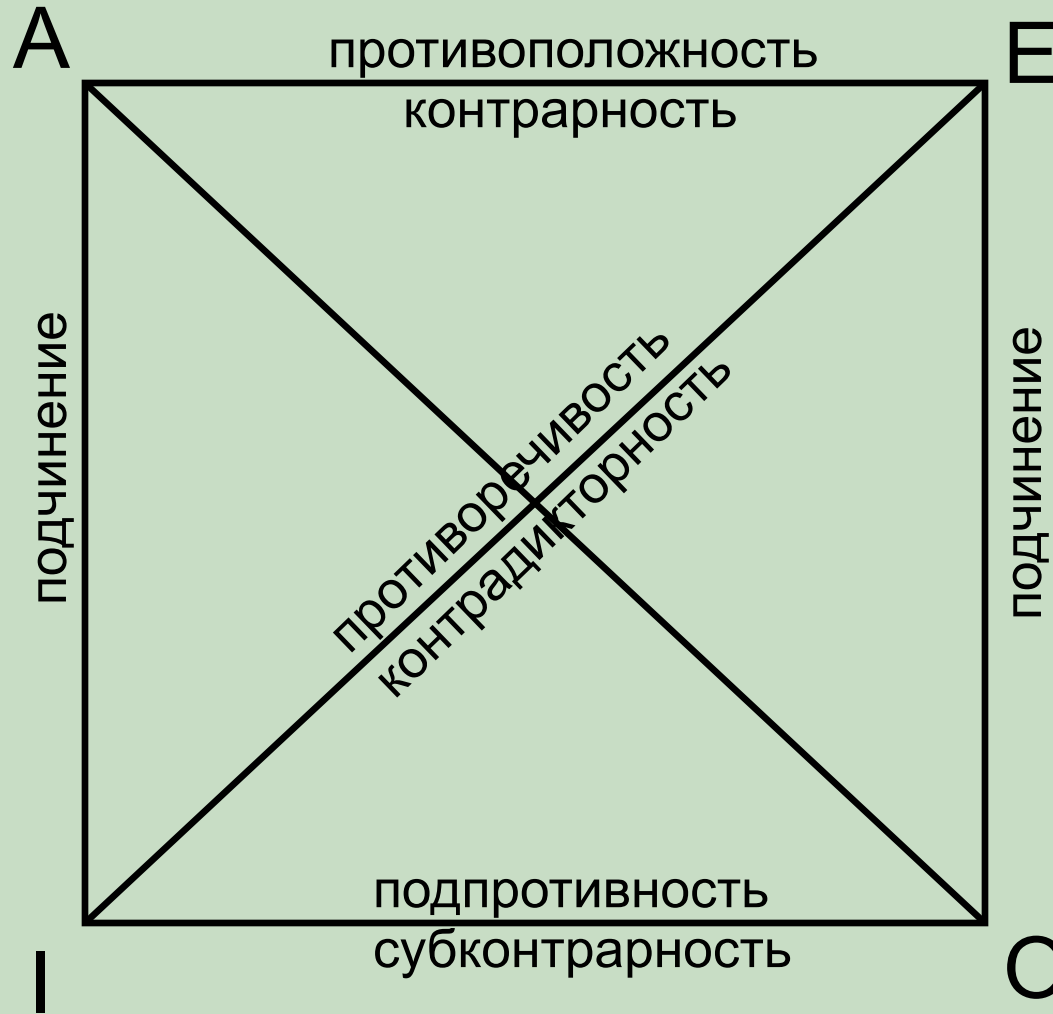 A
E
противоположность
контрарность
подчинение
противоречивость
контрадикторность
подчинение
подпротивность
субконтрарность
I
O